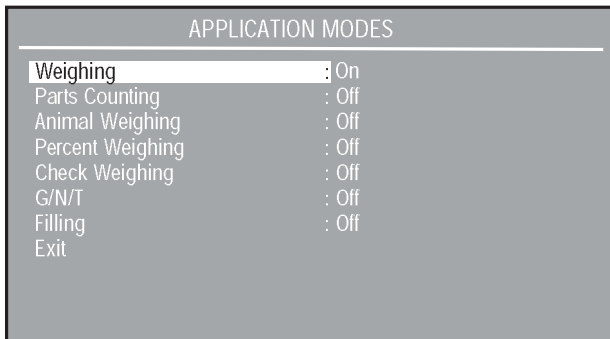 APPLICATION MODES
Weighing : On
Parts Counting : Off
Animal Weighing : Off
Percent Weighing : Off
Check Weighing : Off
G/N/T : Off
Filling : Off
Exit